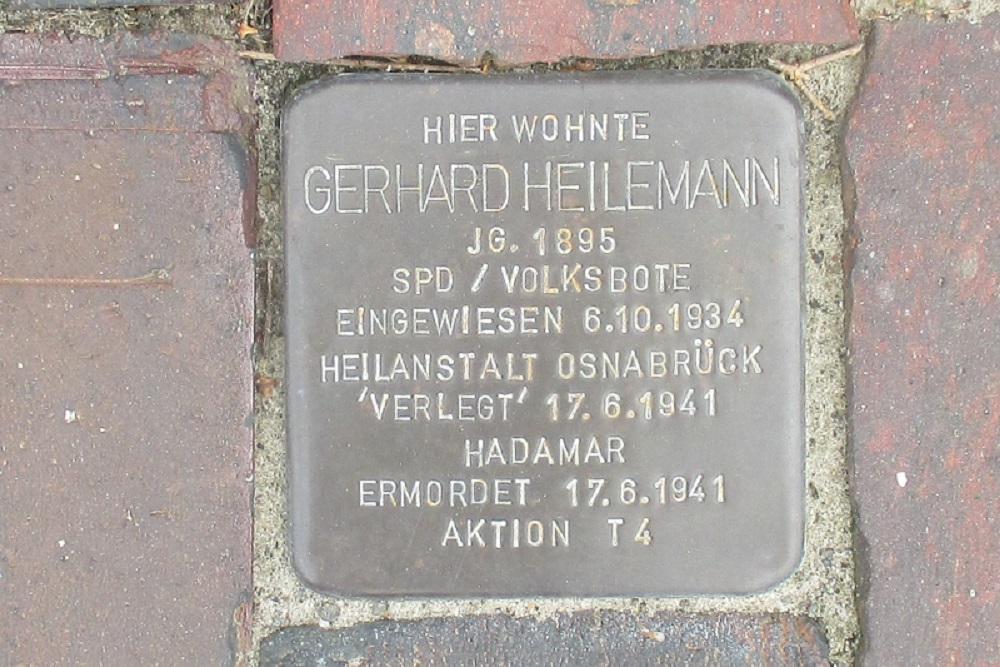 HIER WOHNTE
GERHARD HEILEMANN
JG. 1895
SPD / VOLKSBOTE
EINGEWIESEN 6.10.1934
HEILANSTALT OSNABRÜCK
'VERLEGT' 17.6.1941
HADAMAR
ERMORDET 17.6.1941
AKTION T4